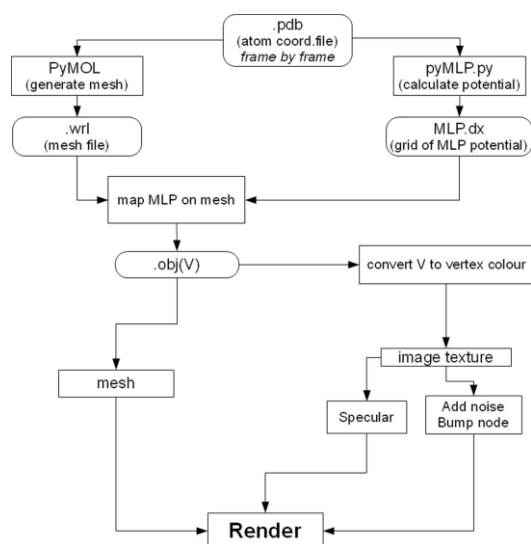 .pdb
(atom coord.file)
frame by frame
PyMOL
(generate mesh)
pyMLP.py
(calculate potential)
.wrl
(mesh file)
MLP.dx
(grid of MLP potential)
map MLP on mesh
.obj(V)
convert V to vertex colour
image texture
mesh
Specular
Add noise
Bump node
Render